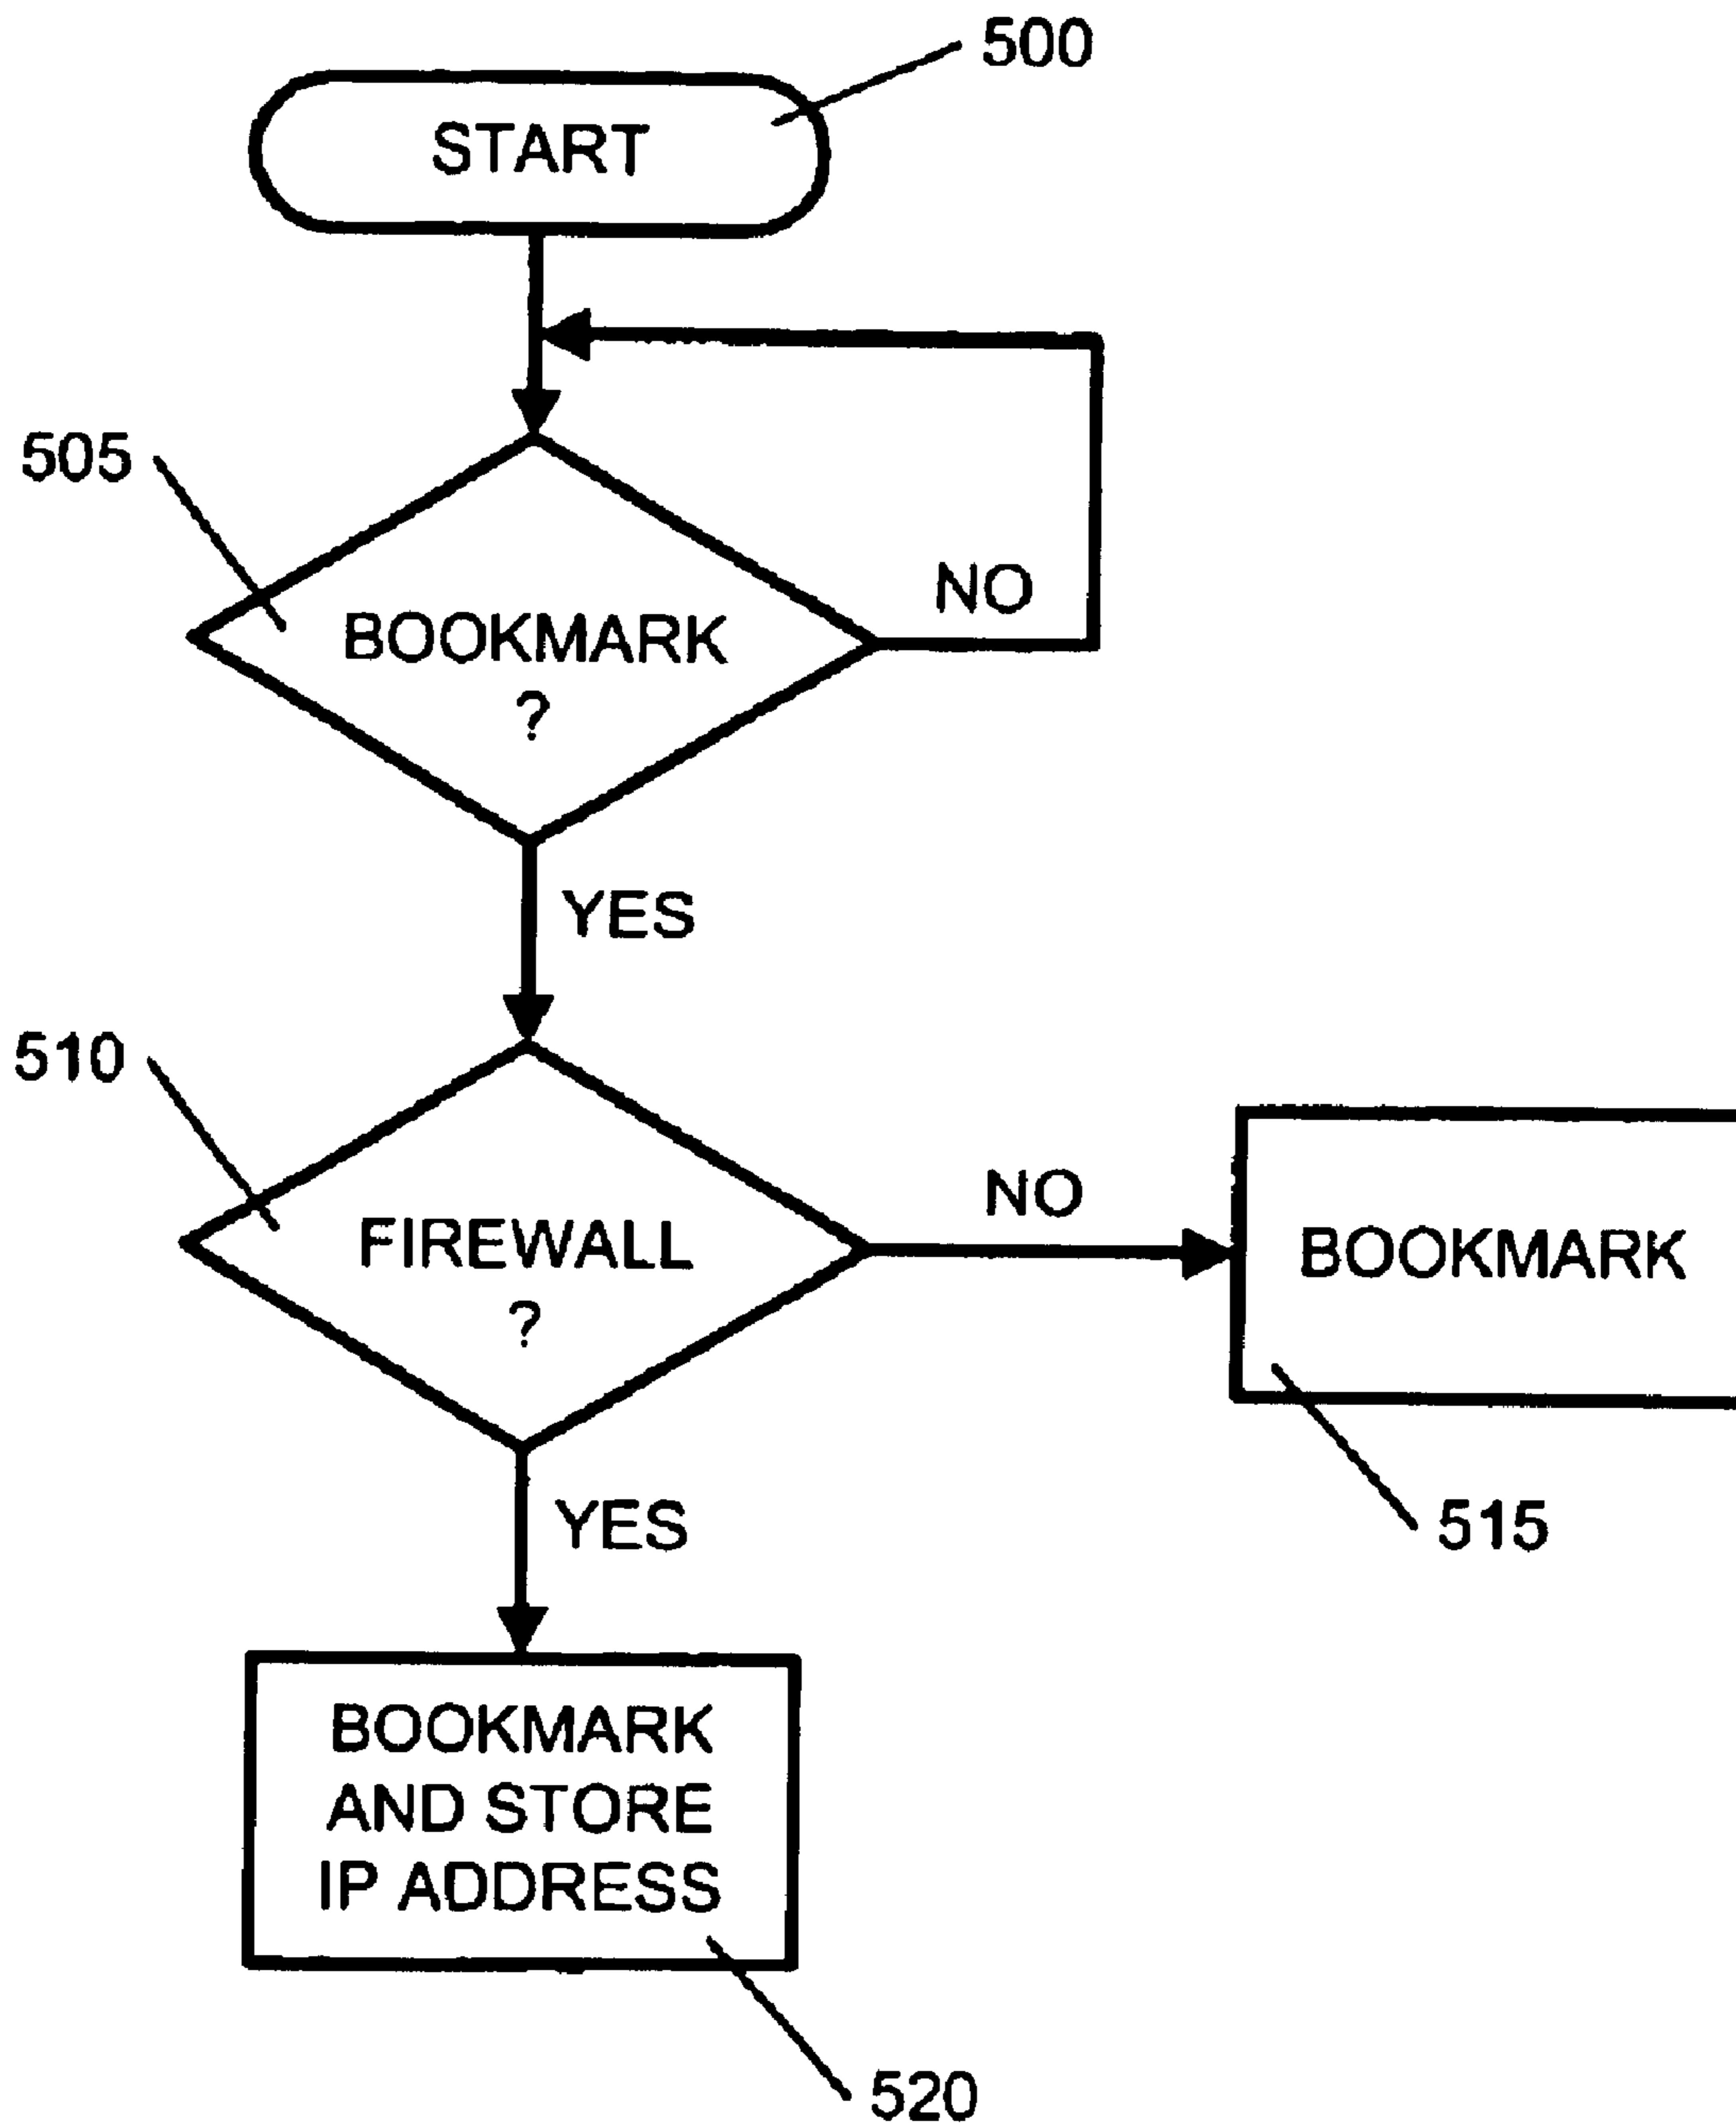 500
START
505
NO
BOOKMARK
?
YES
510
NO
FIREWALL
?
BOOKMARK
515
YES
BOOKMARK
AND STORE
IP ADDRESS
520